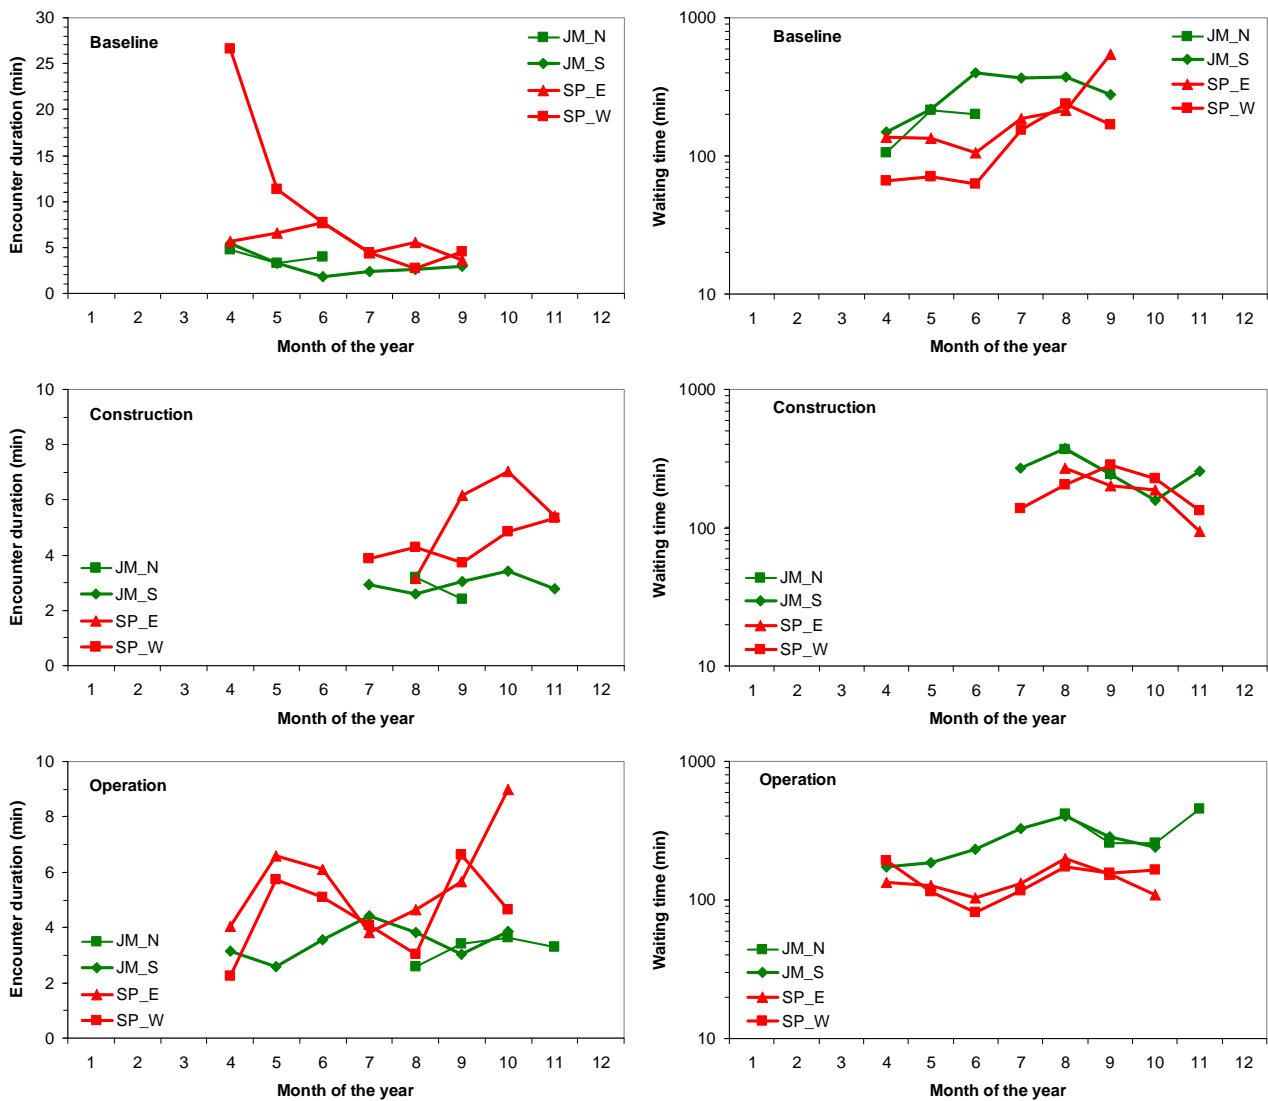 Baseline
Encounter duration (min)
30
25
20
15
10
5
0
JM_N
JM_S
SP_E
SP_W
1 2 3 4 5 6 7 8 9 10 11 12
Month of the year
Baseline
Waiting time (min)
1000
100
10
JM_N
JM_S
SP_E
SP_W
1 2 3 4 5 6 7 8 9 10 11 12
Month of the year
Construction
Encounter duration (min)
10
8
6
4
2
0
JM_N
JM_S
SP_E
SP_W
1 2 3 4 5 6 7 8 9 10 11 12
Month of the year
Construction
Waiting time (min)
1000
100
10
JM_N
JM_S
SP_E
SP_W
1 2 3 4 5 6 7 8 9 10 11 12
Month of the year
Operation
Encounter duration (min)
10
8
6
4
2
0
JM_N
JM_S
SP_E
SP_W
1 2 3 4 5 6 7 8 9 10 11 12
Month of the year
Operation
Waiting time (min)
1000
100
10
JM_N
JM_S
SP_E
SP_W
1 2 3 4 5 6 7 8 9 10 11 12
Month of the year